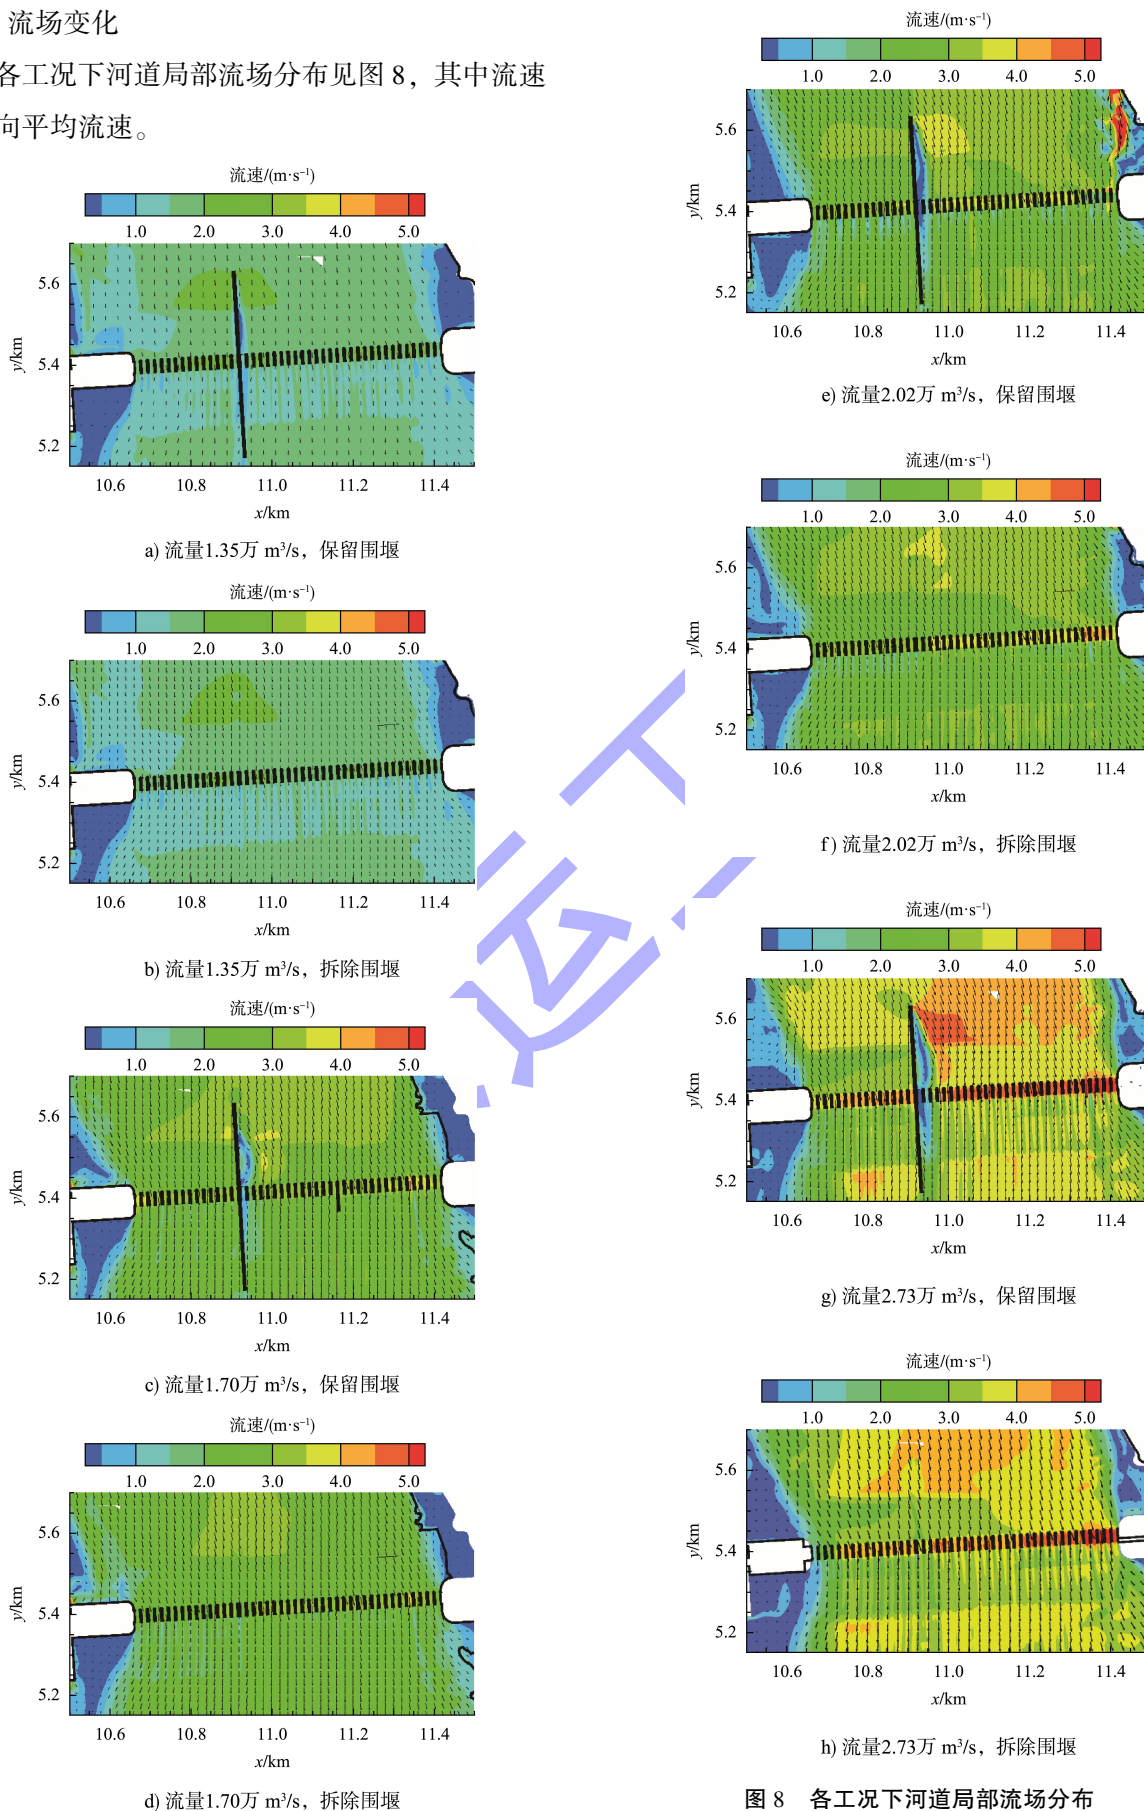 流场变化
各工况下河道局部流场分布见图 8，其中流速
向平均流速。
流速/(m·s⁻¹)
1.0 2.0 3.0 4.0 5.0
5.6
5.4
5.2
y/km
10.6 10.8 11.0 11.2 11.4
x/km
a) 流量1.35万 m³/s，保留围堰
流速/(m·s⁻¹)
1.0 2.0 3.0 4.0 5.0
5.6
5.4
5.2
y/km
10.6 10.8 11.0 11.2 11.4
x/km
b) 流量1.35万 m³/s，拆除围堰
流速/(m·s⁻¹)
1.0 2.0 3.0 4.0 5.0
5.6
5.4
5.2
y/km
10.6 10.8 11.0 11.2 11.4
x/km
c) 流量1.70万 m³/s，保留围堰
流速/(m·s⁻¹)
1.0 2.0 3.0 4.0 5.0
5.6
5.4
5.2
y/km
10.6 10.8 11.0 11.2 11.4
x/km
d) 流量1.70万 m³/s，拆除围堰
流速/(m·s⁻¹)
1.0 2.0 3.0 4.0 5.0
5.6
5.4
5.2
y/km
10.6 10.8 11.0 11.2 11.4
x/km
e) 流量2.02万 m³/s，保留围堰
流速/(m·s⁻¹)
1.0 2.0 3.0 4.0 5.0
5.6
5.4
5.2
y/km
10.6 10.8 11.0 11.2 11.4
x/km
f) 流量2.02万 m³/s，拆除围堰
流速/(m·s⁻¹)
1.0 2.0 3.0 4.0 5.0
5.6
5.4
5.2
y/km
10.6 10.8 11.0 11.2 11.4
x/km
g) 流量2.73万 m³/s，保留围堰
流速/(m·s⁻¹)
1.0 2.0 3.0 4.0 5.0
5.6
5.4
5.2
y/km
10.6 10.8 11.0 11.2 11.4
x/km
h) 流量2.73万 m³/s，拆除围堰
图 8 各工况下河道局部流场分布